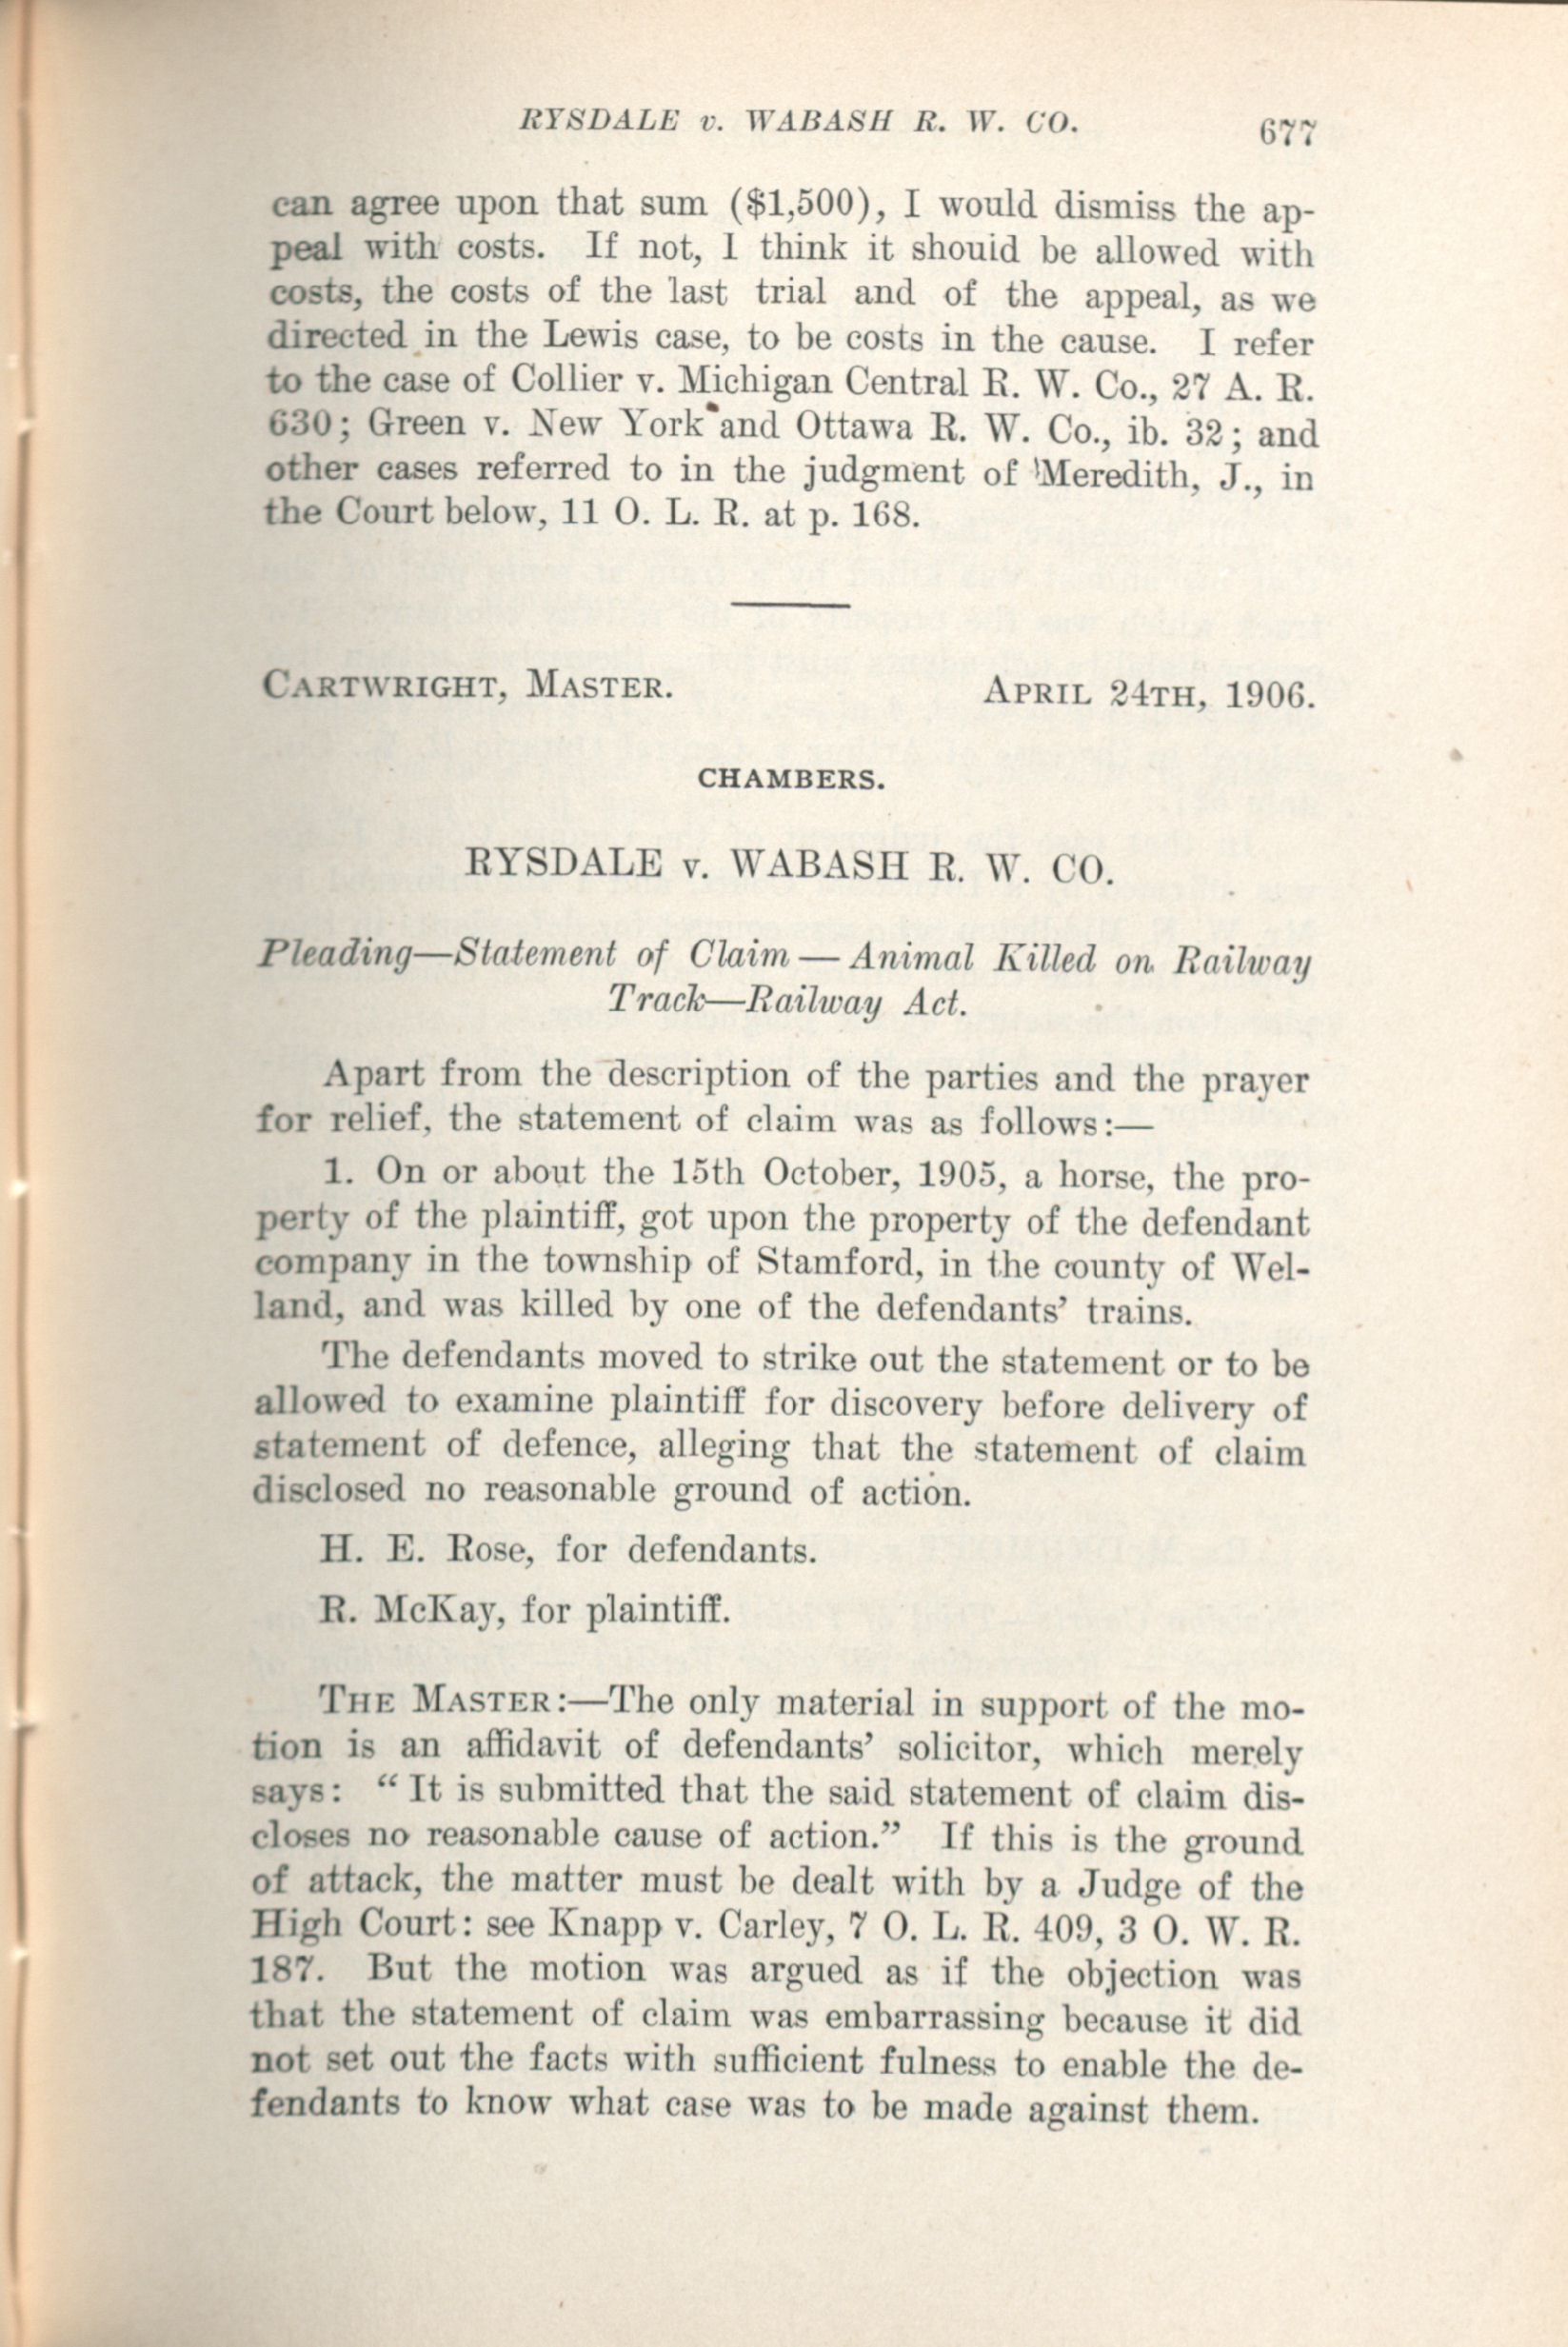 RYSDALE v. WABASH R. W. CO.
677
can agree upon that sum ($1,500), I would dismiss the ap-
peal with costs. If not, I think it should be allowed with
costs, the costs of the last trial and of the appeal, as we
directed in the Lewis case, to be costs in the cause. I refer
to the case of Collier v. Michigan Central R. W. Co., 27 A. R.
630; Green v. New York and Ottawa R. W. Co., ib. 32; and
other cases referred to in the judgment of Meredith, J., in
the Court below, 11 O. L. R. at p. 168.
CARTWRIGHT, MASTER.
APRIL 24TH, 1906.
CHAMBERS.
RYSDALE v. WABASH R. W. CO.
Pleading—Statement of Claim — Animal Killed on Railway
Track—Railway Act.
Apart from the description of the parties and the prayer
for relief, the statement of claim was as follows:—
1. On or about the 15th October, 1905, a horse, the pro-
perty of the plaintiff, got upon the property of the defendant
company in the township of Stamford, in the county of Wel-
land, and was killed by one of the defendants' trains.
The defendants moved to strike out the statement or to be
allowed to examine plaintiff for discovery before delivery of
statement of defence, alleging that the statement of claim
disclosed no reasonable ground of action.
H. E. Rose, for defendants.
R. McKay, for plaintiff.
THE MASTER:—The only material in support of the mo-
tion is an affidavit of defendants' solicitor, which merely
says: "It is submitted that the said statement of claim dis-
closes no reasonable cause of action." If this is the ground
of attack, the matter must be dealt with by a Judge of the
High Court: see Knapp v. Carley, 7 O. L. R. 409, 3 O. W. R.
187. But the motion was argued as if the objection was
that the statement of claim was embarrassing because it did
not set out the facts with sufficient fulness to enable the de-
fendants to know what case was to be made against them.